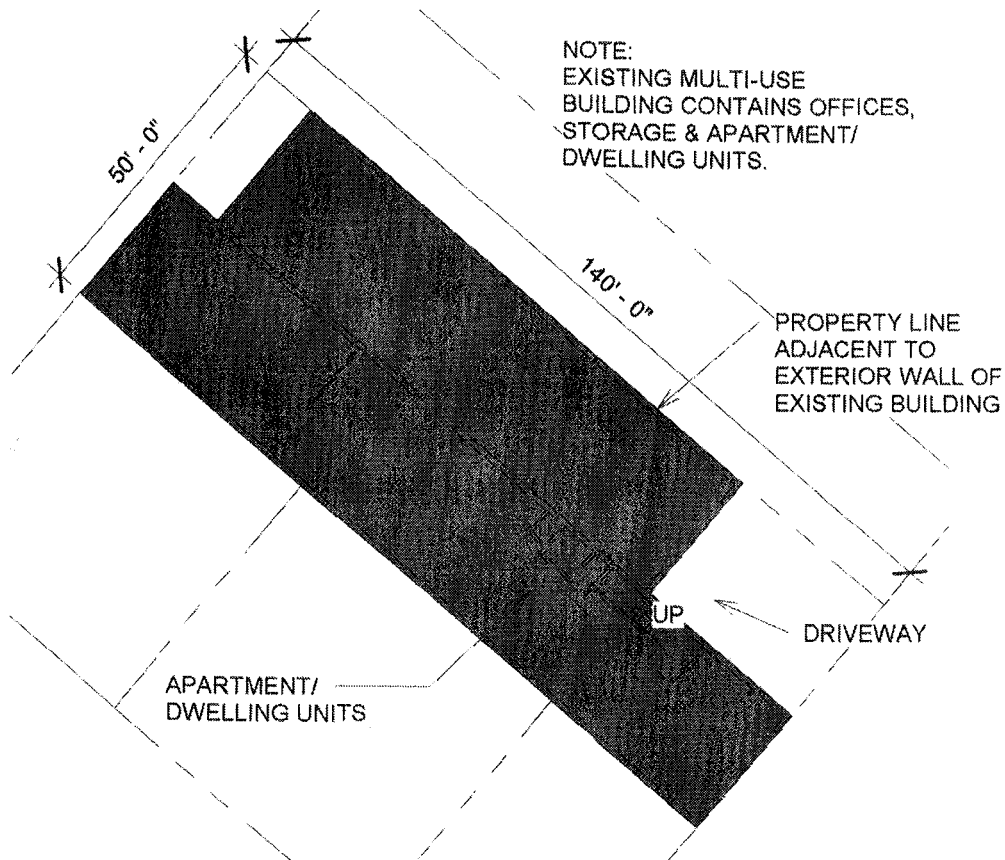 NOTE:
EXISTING MULTI-USE
BUILDING CONTAINS OFFICES,
STORAGE & APARTMENT/
DWELLING UNITS.
50' - 0"
140' - 0"
PROPERTY LINE
ADJACENT TO
EXTERIOR WALL OF
EXISTING BUILDING
UP
DRIVEWAY
APARTMENT/
DWELLING UNITS